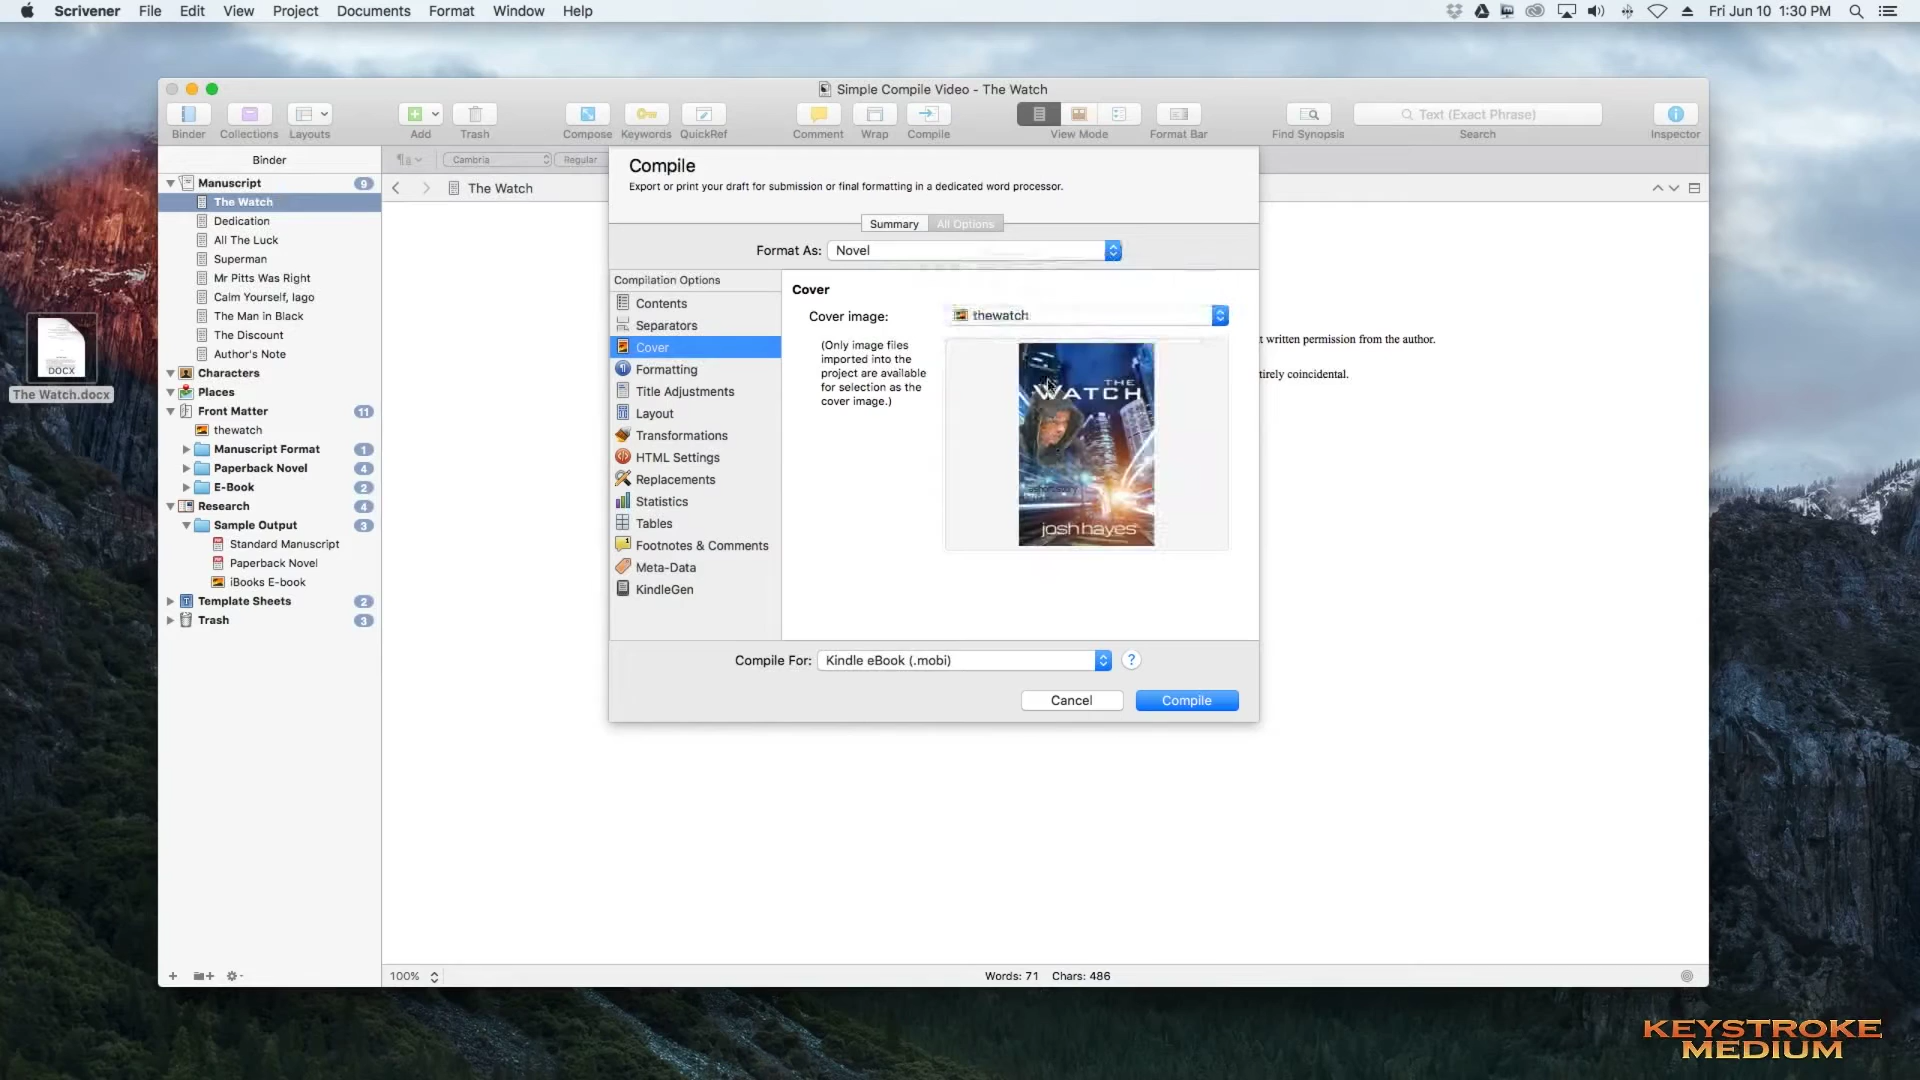 Scrivener File Edit View Project Documents Format Window Help Fri Jun 10 1:30 PM
Simple Compile Video - The Watch
Binder Collections Layouts Add Trash Compose Keywords QuickRef Comment Wrap Compile View Mode Format Bar Find Synopsis Text (Exact Phrase) Search Inspector
Binder
Manuscript 9
The Watch
Dedication
All The Luck
Superman
Mr Pitts Was Right
Calm Yourself, Iago
The Man in Black
The Discount
Author's Note
Characters
Places
Front Matter 11
thewatch
Manuscript Format 1
Paperback Novel 4
E-Book 2
Research 4
Sample Output 3
Standard Manuscript
Paperback Novel
iBooks E-book
Template Sheets 2
Trash 3
DOCX
The Watch.docx
Cambria Regular
The Watch
t written permission from the author.
tirely coincidental.
Compile
Export or print your draft for submission or final formatting in a dedicated word processor.
Summary All Options
Format As: Novel
Compilation Options
Contents
Separators
Cover
Formatting
Title Adjustments
Layout
Transformations
HTML Settings
Replacements
Statistics
Tables
Footnotes & Comments
Meta-Data
KindleGen
Cover
Cover image: thewatch
(Only image files
imported into the
project are available
for selection as the
cover image.)
THE
WATCH
josh hayes
Compile For: Kindle eBook (.mobi) ?
Cancel Compile
100% Words: 71 Chars: 486
KEYSTROKE
MEDIUM